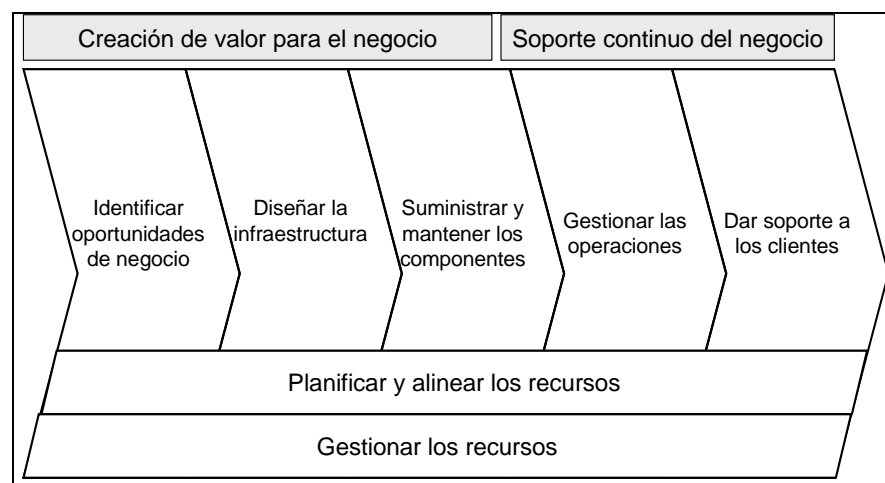 Creación de valor para el negocio
Soporte continuo del negocio
Identificar
oportunidades
de negocio
Diseñar la
infraestructura
Suministrar y
mantener los
componentes
Gestionar las
operaciones
Dar soporte a
los clientes
Planificar y alinear los recursos
Gestionar los recursos